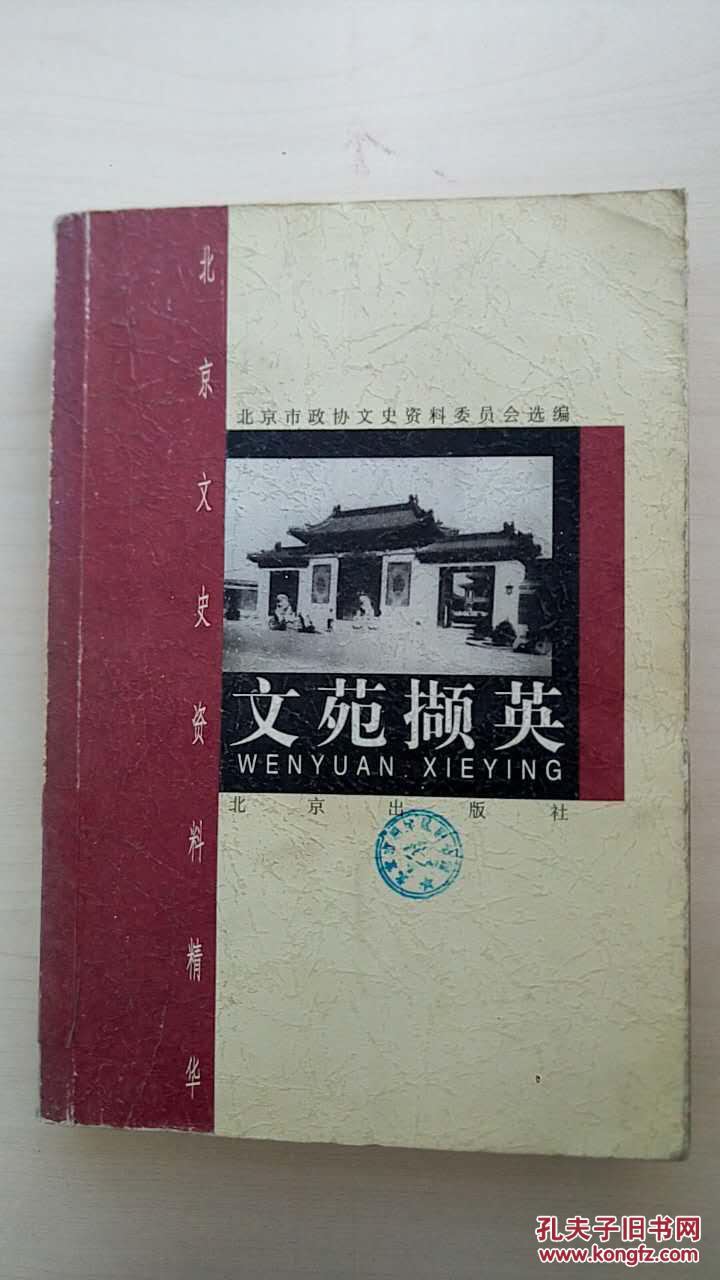 北京文史资料精华
北京市政协文史资料委员会选编
文苑撷英
WENYUAN XIEYING
北京出版社
孔夫子旧书网
www.kongfz.com